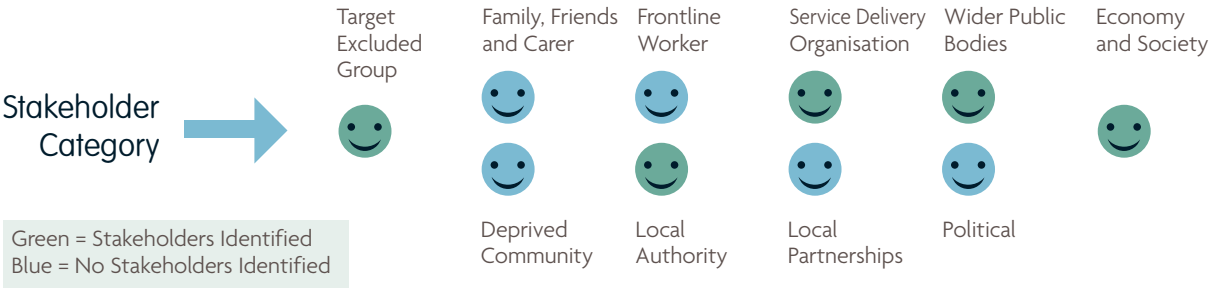 Target
Excluded
Group
Family, Friends
and Carer
Frontline
Worker
Service Delivery
Organisation
Wider Public
Bodies
Economy
and Society
Stakeholder
Category
Deprived
Community
Local
Authority
Local
Partnerships
Political
Green = Stakeholders Identified
Blue = No Stakeholders Identified